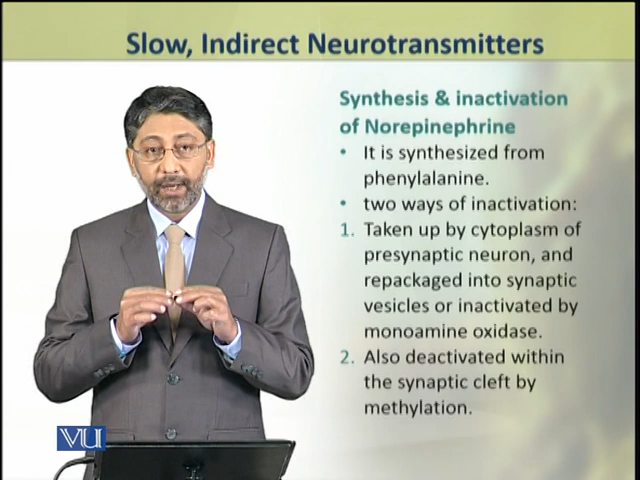 Slow, Indirect Neurotransmitters
Synthesis & inactivation
of Norepinephrine
• It is synthesized from
phenylalanine.
• two ways of inactivation:
1. Taken up by cytoplasm of
presynaptic neuron, and
repackaged into synaptic
vesicles or inactivated by
monoamine oxidase.
2. Also deactivated within
the synaptic cleft by
methylation.
VU